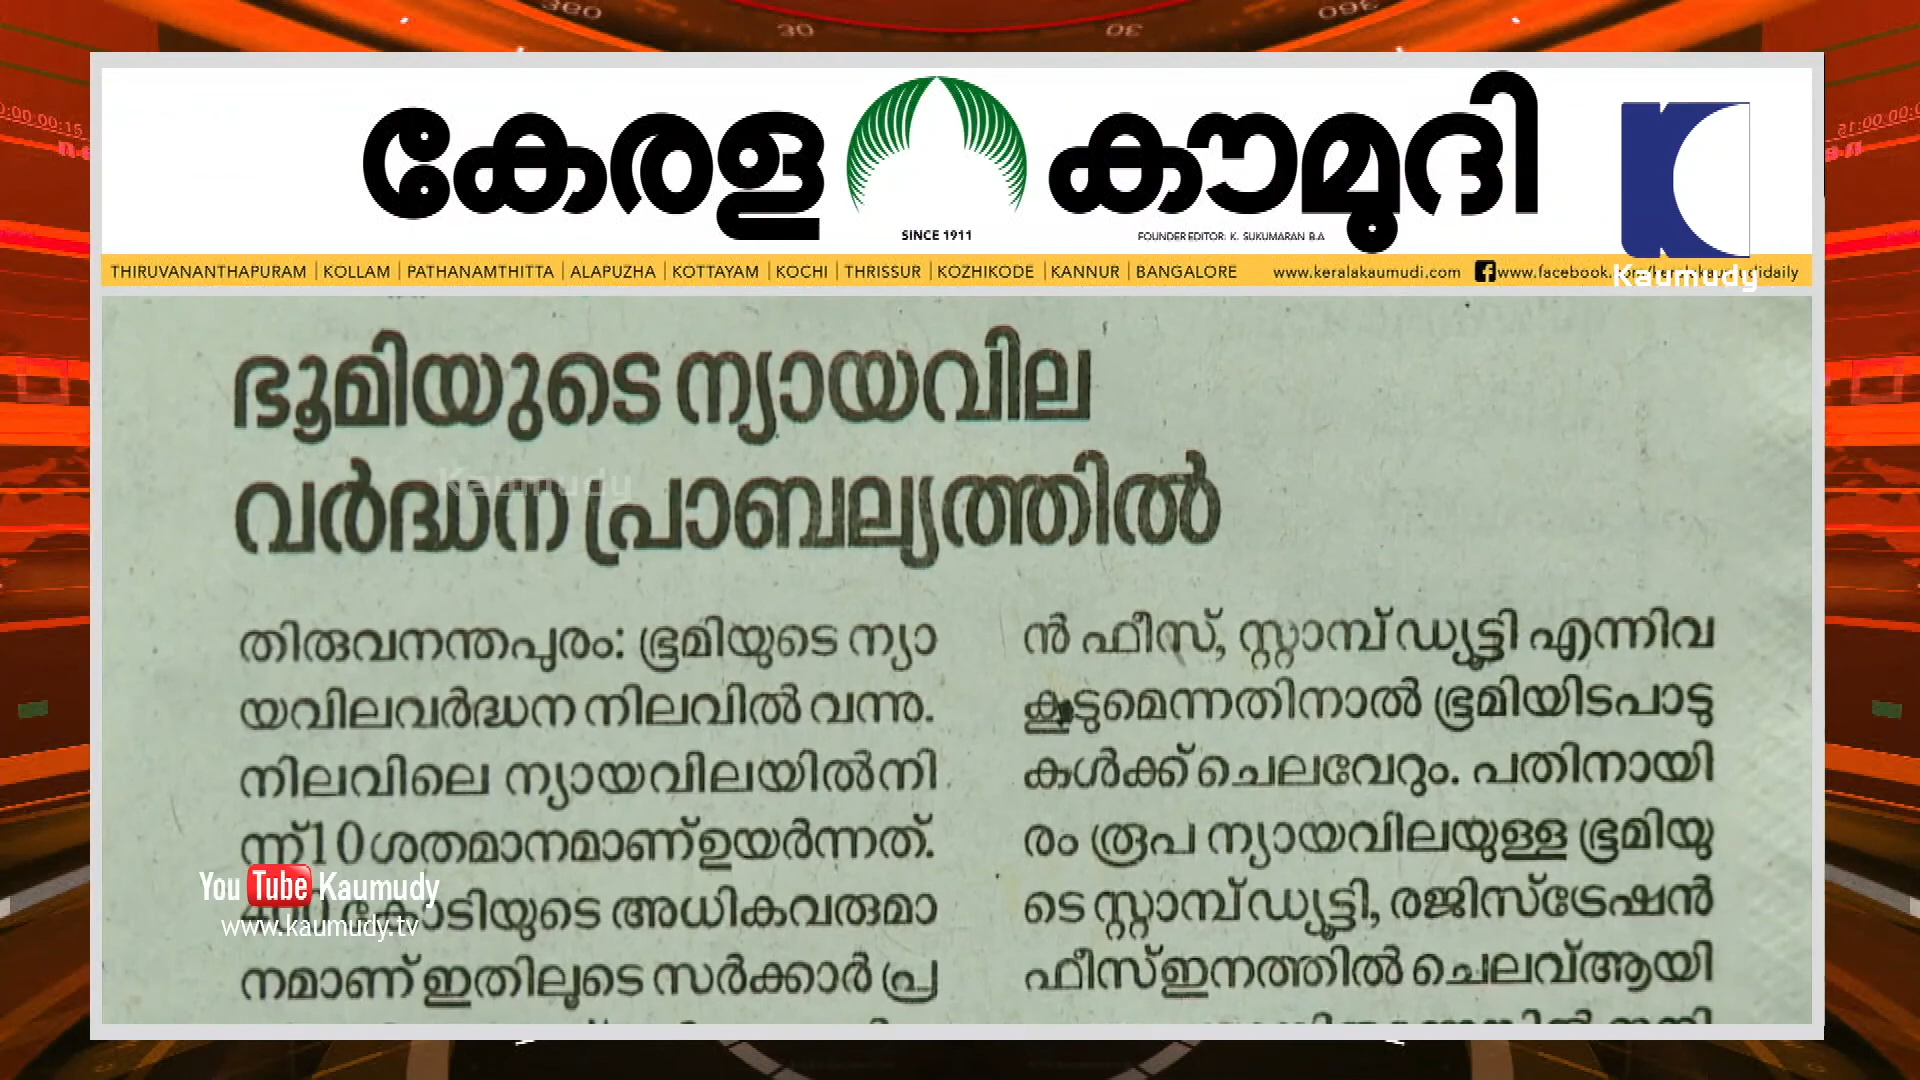 കേരള കൗമുദി
SINCE 1911
FOUNDER EDITOR: K. SUKUMARAN B.A
Kaumudy
THIRUVANANTHAPURAM | KOLLAM | PATHANAMTHITTA | ALAPUZHA | KOTTAYAM | KOCHI | THRISSUR | KOZHIKODE | KANNUR | BANGALORE www.keralakaumudi.com
ഭൂമിയുടെ ന്യായവില
വർദ്ധന പ്രാബല്യത്തിൽ
Kaumudy
തിരുവനന്തപുരം: ഭൂമിയുടെ ന്യാ
യവിലവർദ്ധന നിലവിൽ വന്നു.
നിലവിലെ ന്യായവിലയിൽനി
ന്ന് 10 ശതമാനമാണ് ഉയർന്നത്.
അധികവരുമാ
നമാണ് ഇതിലൂടെ സർക്കാർ പ്ര
ൻ ഫീസ്, സ്റ്റാമ്പ് ഡ്യൂട്ടി എന്നിവ
കൂടുമെന്നതിനാൽ ഭൂമിയിടപാടു
കൾക്ക് ചെലവേറും. പതിനായി
രം രൂപ ന്യായവിലയുള്ള ഭൂമിയു
ടെ സ്റ്റാമ്പ് ഡ്യൂട്ടി, രജിസ്ട്രേഷൻ
ഫീസ് ഇനത്തിൽ ചെലവ് ആയി
You Tube Kaumudy
www.kaumudy.tv